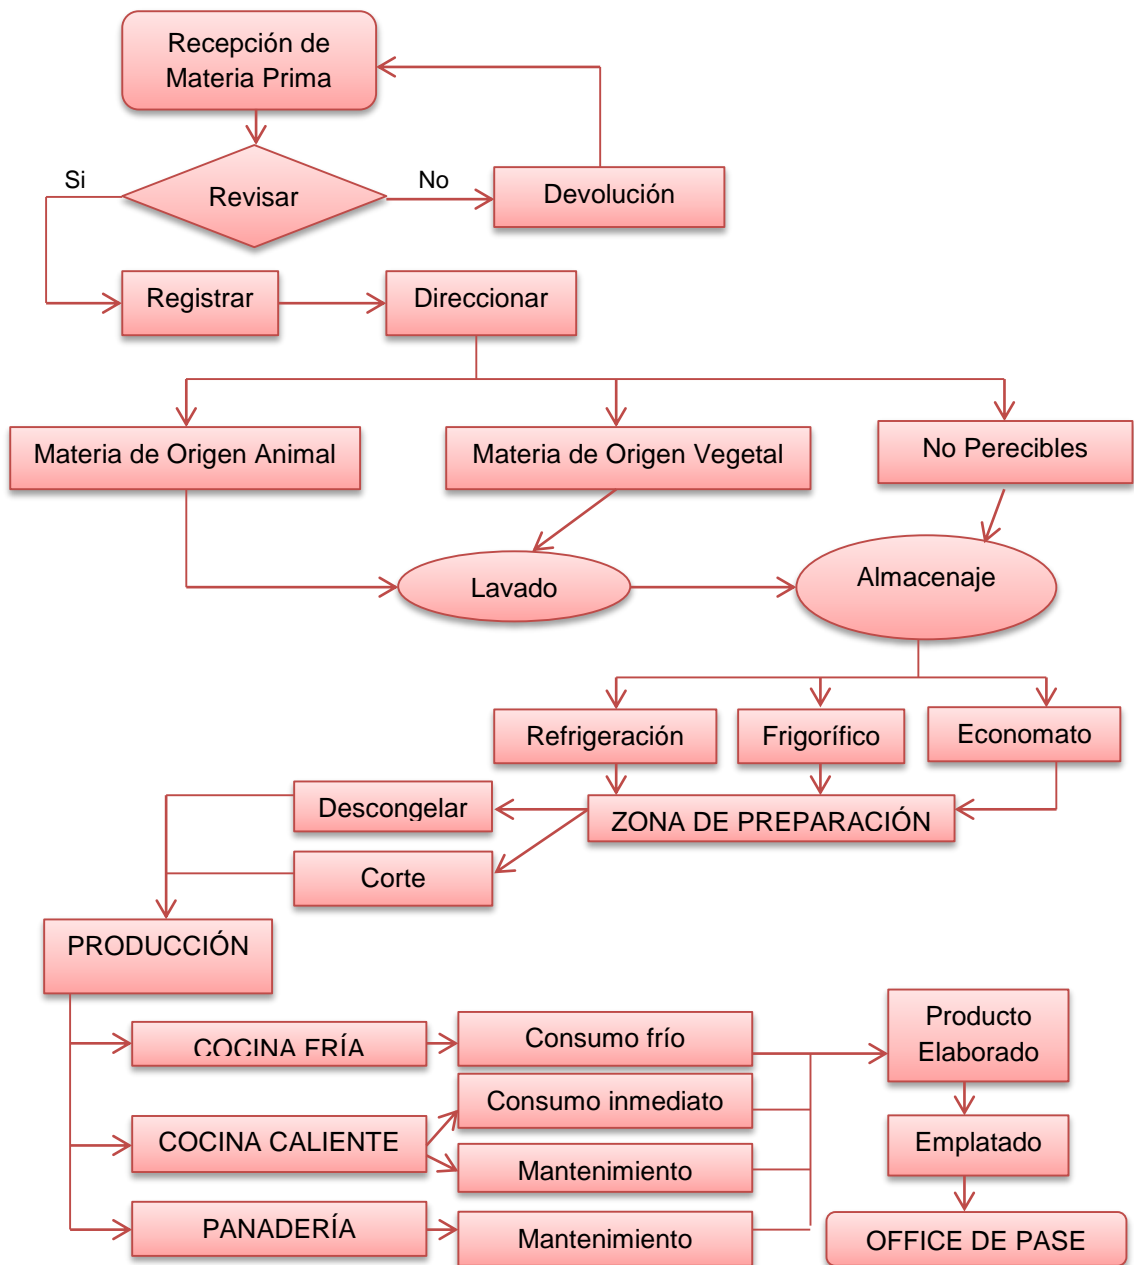 Recepción de
Materia Prima
Si
Revisar
No
Devolución
Registrar
Direccionar
Materia de Origen Animal
Materia de Origen Vegetal
No Perecibles
Lavado
Almacenaje
Refrigeración
Frigorífico
Economato
Descongelar
ZONA DE PREPARACIÓN
Corte
PRODUCCIÓN
COCINA FRÍA
Consumo frío
Producto
Elaborado
Consumo inmediato
COCINA CALIENTE
Emplatado
Mantenimiento
PANADERÍA
Mantenimiento
OFFICE DE PASE